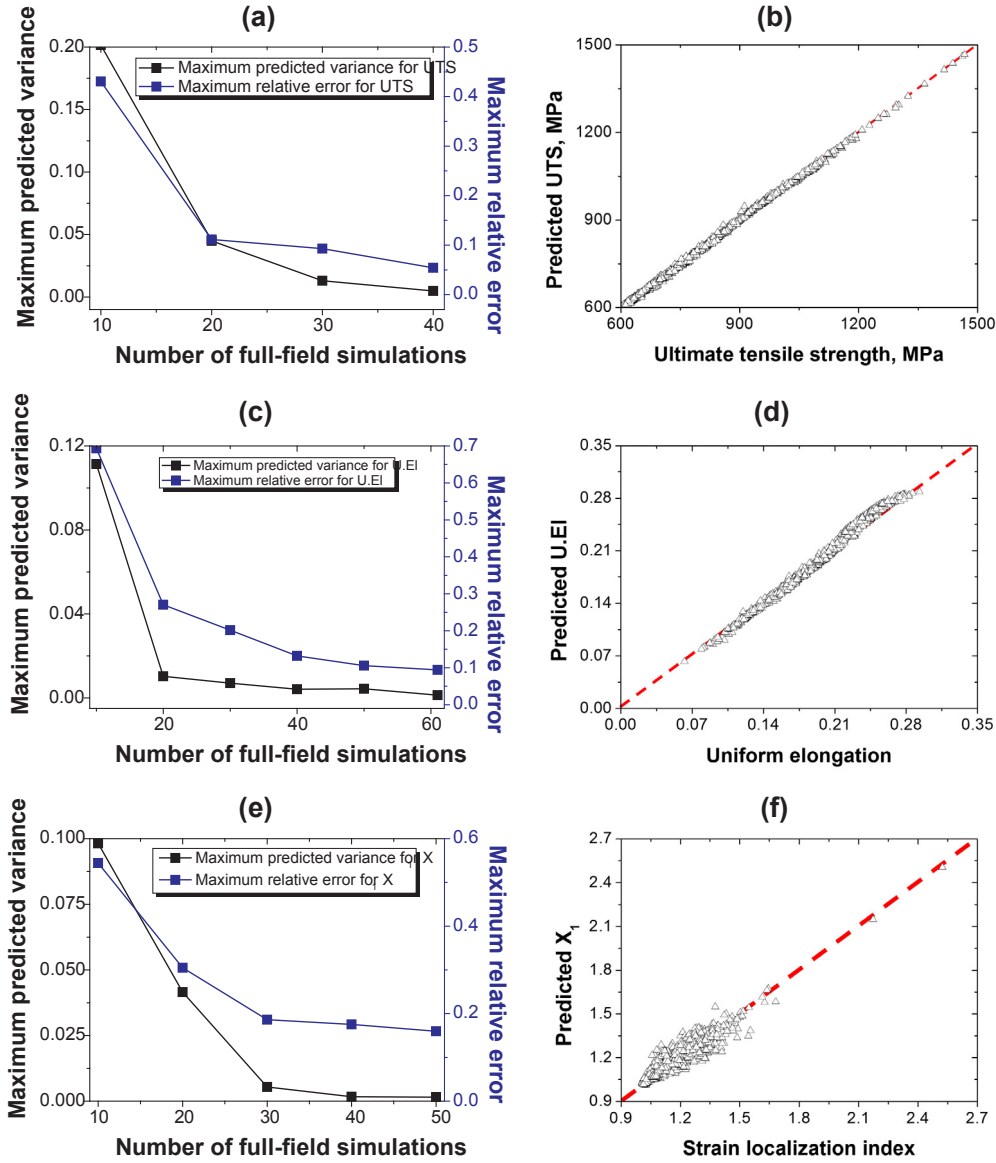 (a)
Maximum predicted variance
0.20
0.15
0.10
0.05
0.00
Maximum predicted variance for UTS
Maximum relative error for UTS
0.5
0.4
0.3
0.2
0.1
0.0
Maximum relative error
10 20 30 40
Number of full-field simulations
(b)
Predicted UTS, MPa
1500
1200
900
600
600 900 1200 1500
Ultimate tensile strength, MPa
(c)
Maximum predicted variance
0.12
0.08
0.04
0.00
Maximum predicted variance for U.El
Maximum relative error for U.El
0.7
0.6
0.5
0.4
0.3
0.2
0.1
0.0
Maximum relative error
20 40 60
Number of full-field simulations
(d)
Predicted U.El
0.35
0.28
0.21
0.14
0.07
0.00
0.00 0.07 0.14 0.21 0.28 0.35
Uniform elongation
(e)
Maximum predicted variance
0.100
0.075
0.050
0.025
0.000
Maximum predicted variance for X
Maximum relative error for X
0.6
0.4
0.2
0.0
Maximum relative error
10 20 30 40 50
Number of full-field simulations
(f)
Predicted X1
2.7
2.4
2.1
1.8
1.5
1.2
0.9
0.9 1.2 1.5 1.8 2.1 2.4 2.7
Strain localization index